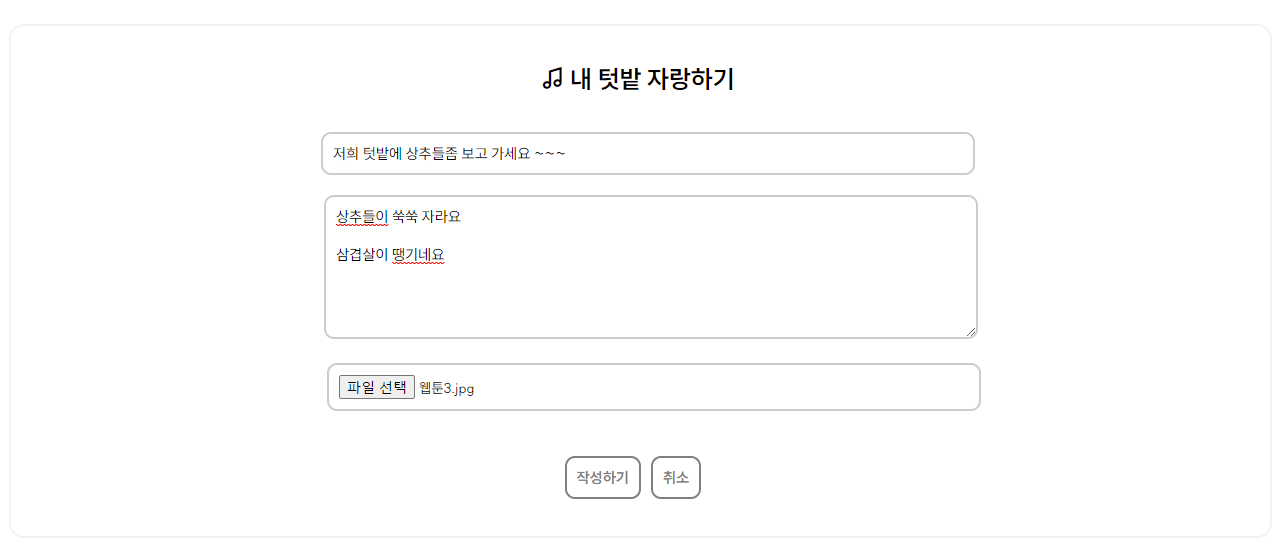 ♫ 내 텃밭 자랑하기
저희 텃밭에 상추들좀 보고 가세요 ~~~
상추들이 쑥쑥 자라요
삼겹살이 땡기네요
파일 선택 웹툰3.jpg
작성하기 취소